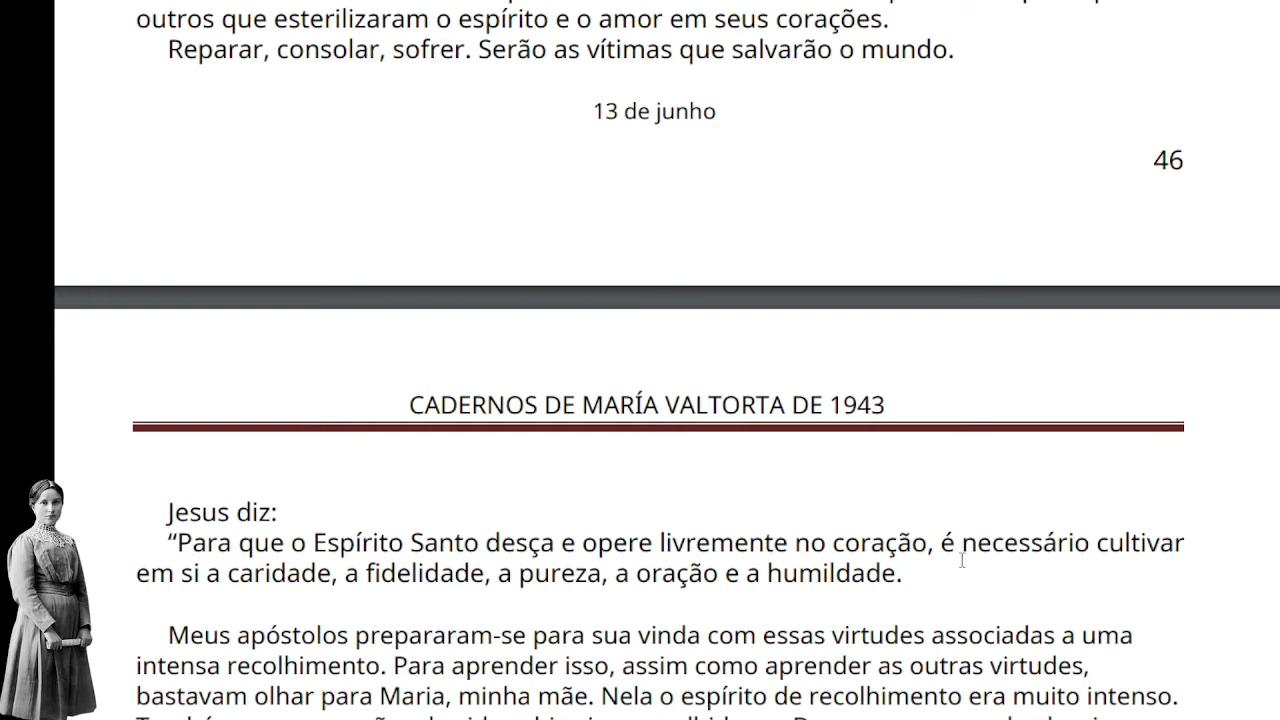 outros que esterilizaram o espírito e o amor em seus corações.
Reparar, consolar, sofrer. Serão as vítimas que salvarão o mundo.
13 de junho
46
CADERNOS DE MARÍA VALTORTA DE 1943
Jesus diz:
“Para que o Espírito Santo desça e opere livremente no coração, é necessário cultivar
em si a caridade, a fidelidade, a pureza, a oração e a humildade.
Meus apóstolos prepararam-se para sua vinda com essas virtudes associadas a uma
intensa recolhimento. Para aprender isso, assim como aprender as outras virtudes,
bastavam olhar para Maria, minha mãe. Nela o espírito de recolhimento era muito intenso.